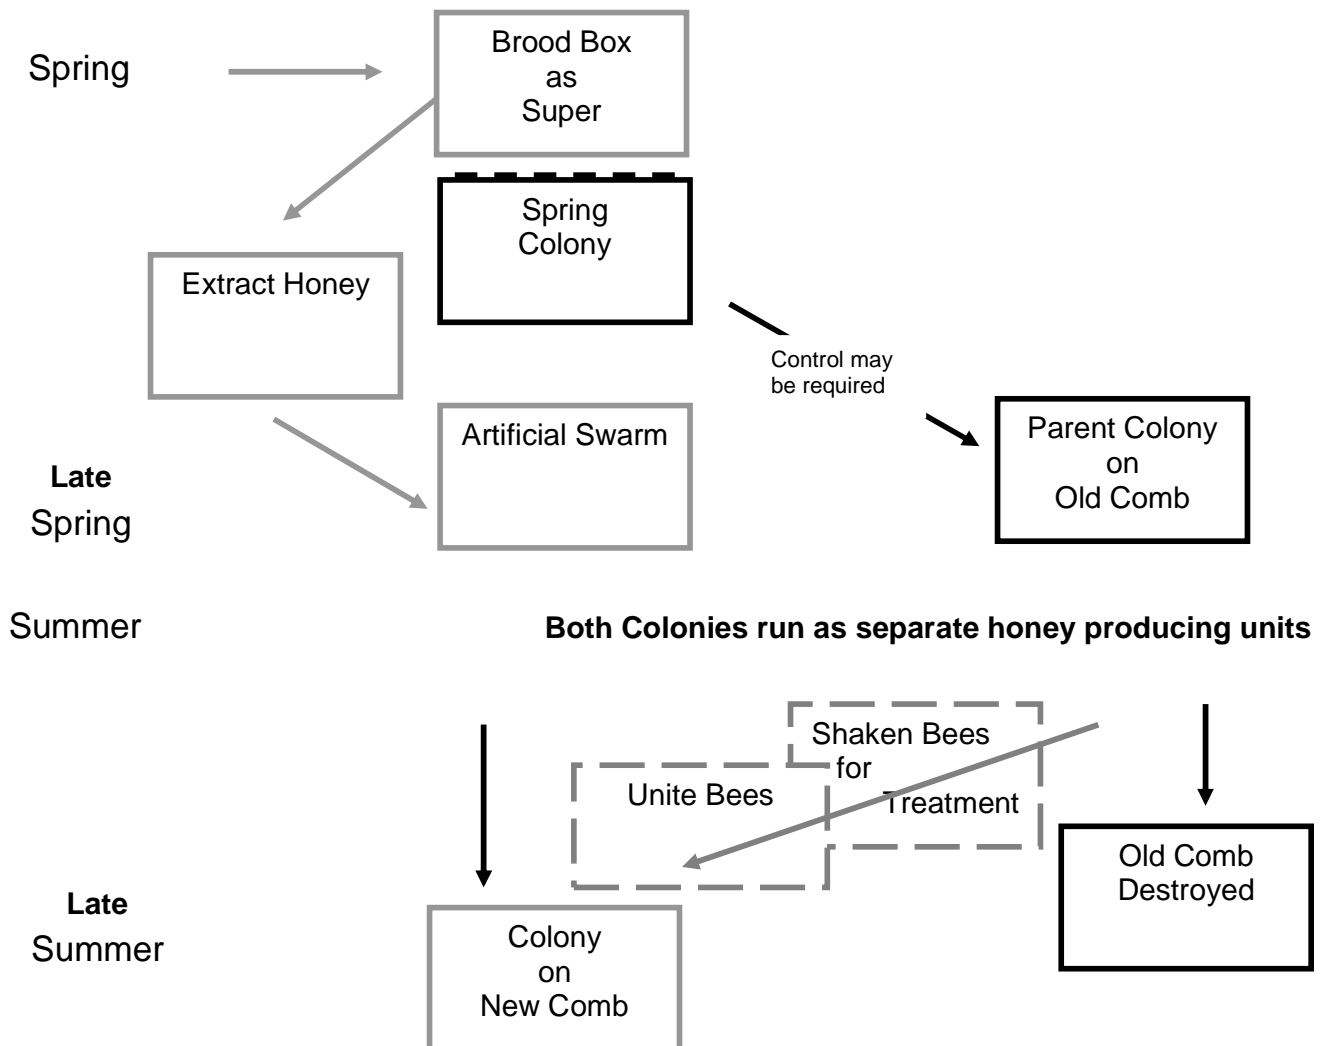 Spring
Brood Box
as
Super
Spring
Colony
Extract Honey
Control may
be required
Artificial Swarm
Parent Colony
on
Old Comb
Late
Spring
Summer
Both Colonies run as separate honey producing units
Shaken Bees
for
Treatment
Unite Bees
Old Comb
Destroyed
Late
Summer
Colony
on
New Comb